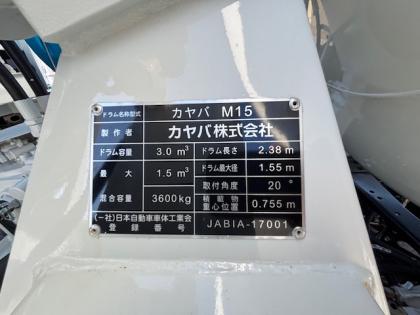 ドラム名称型式 カヤバ M15
製作者 カヤバ株式会社
ドラム容量 3.0 m³ ドラム長さ 2.38 m
最大 1.5 m³ ドラム最大径 1.55 m
混合容量 3600kg 取付角度 20°
積載物重心位置 0.755 m
(一社)日本自動車車体工業会
登録番号 JABIA-17001